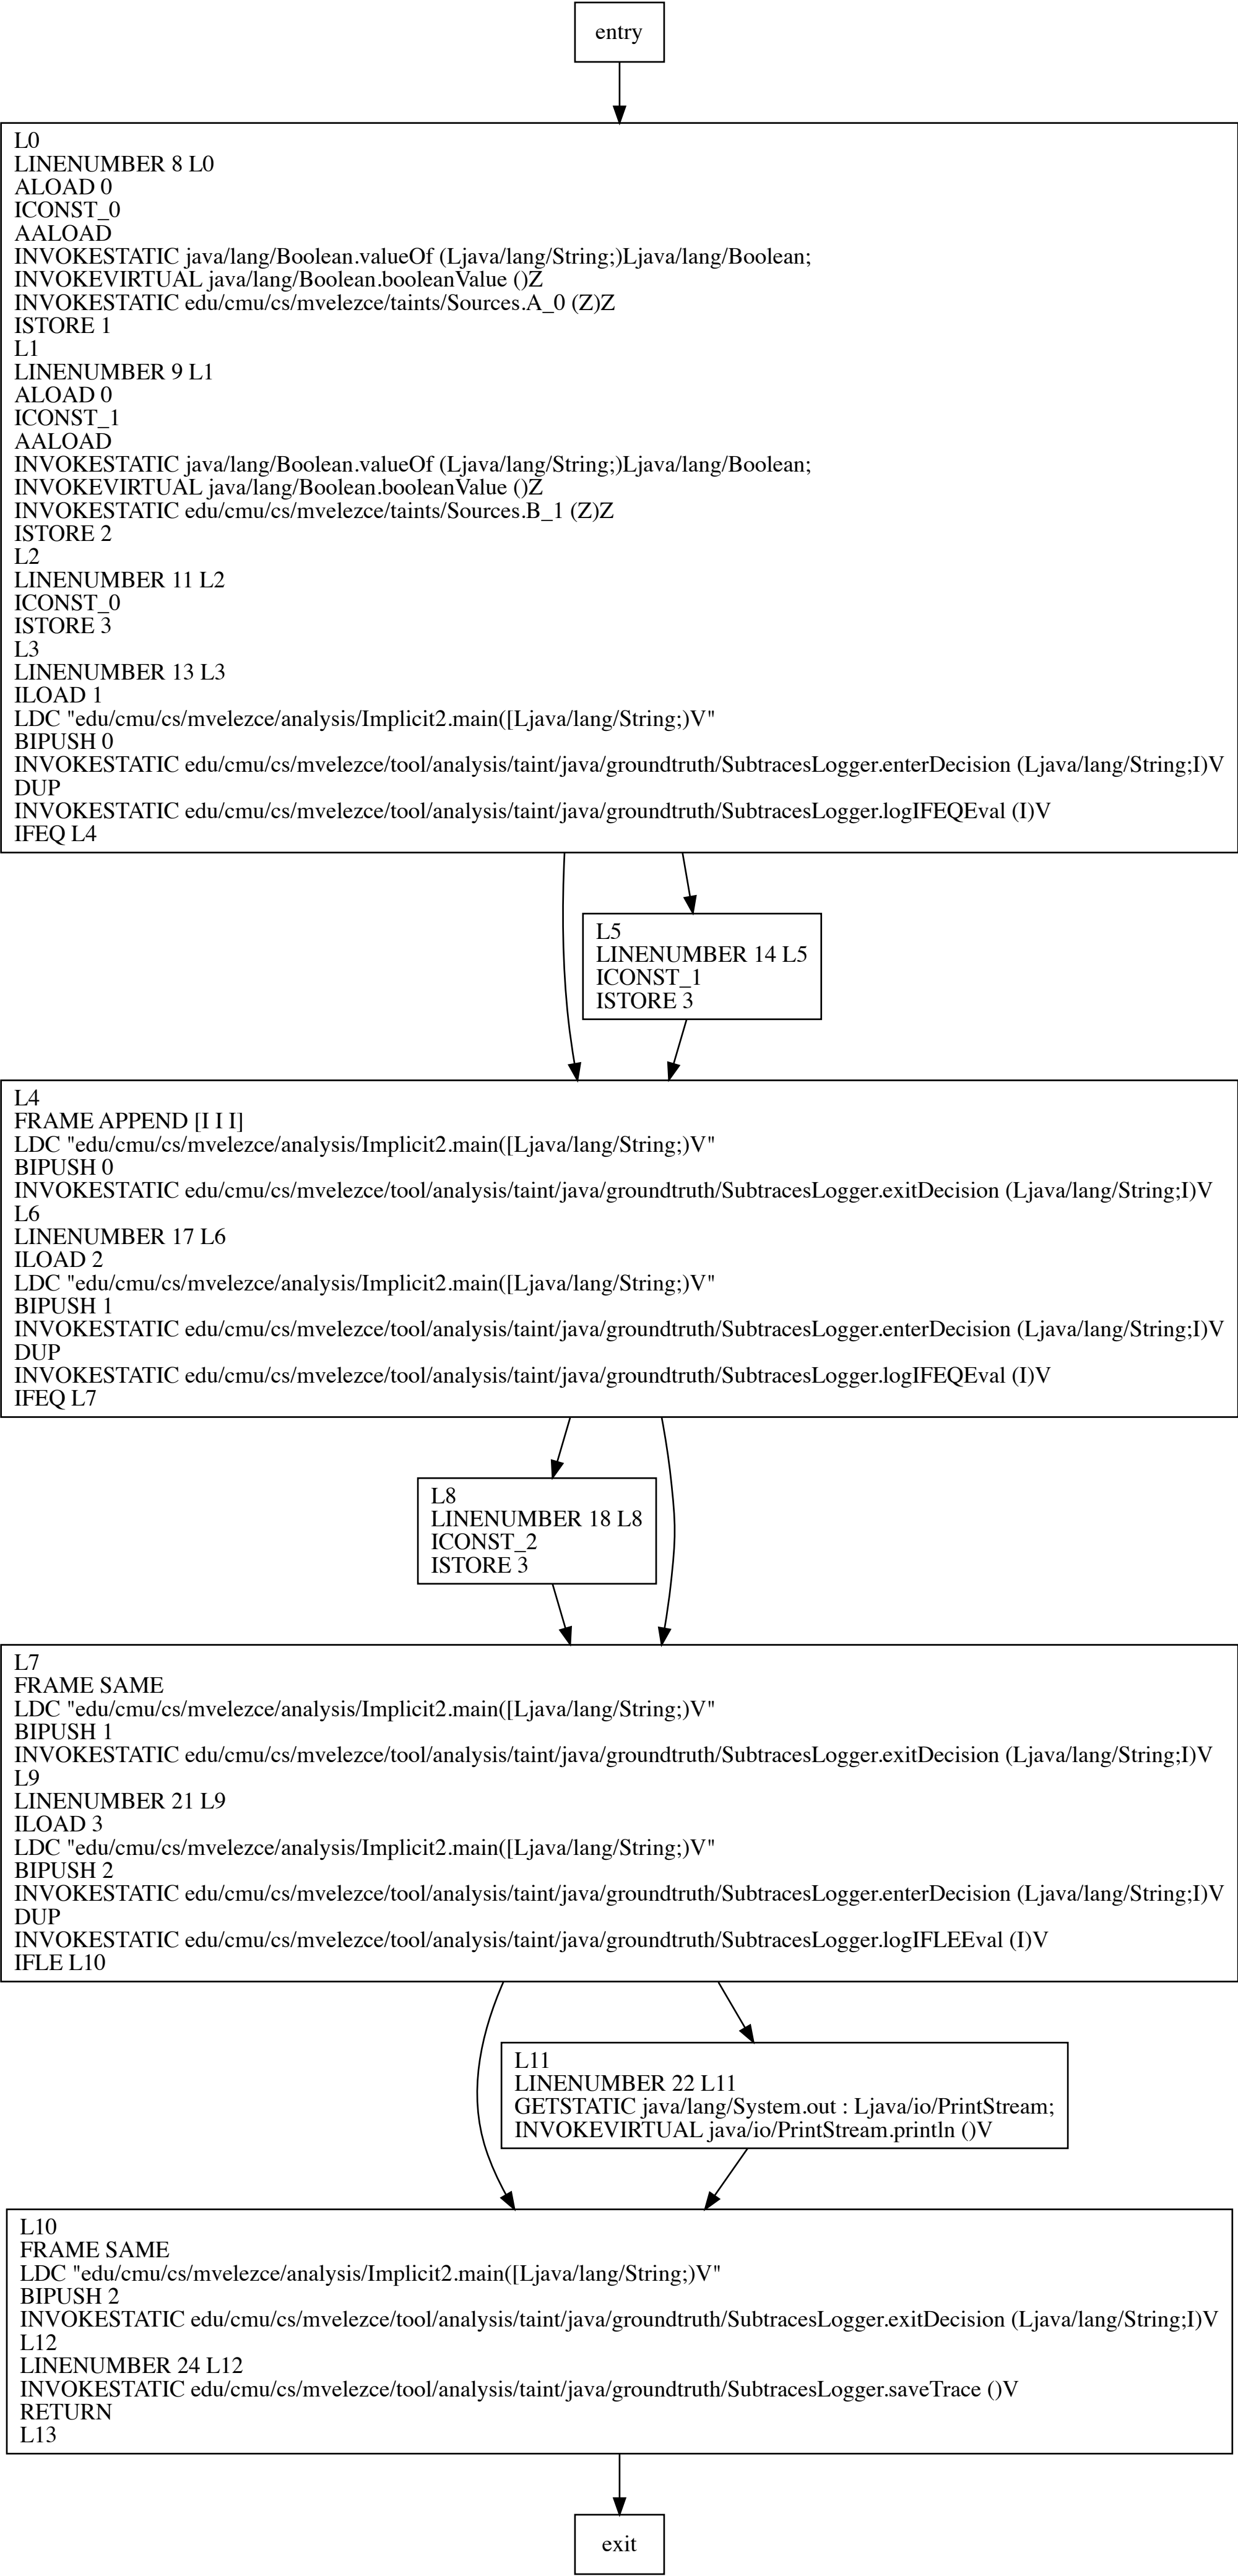 entry
L0
LINENUMBER 8 L0
ALOAD 0
ICONST_0
AALOAD
INVOKESTATIC java/lang/Boolean.valueOf (Ljava/lang/String;)Ljava/lang/Boolean;
INVOKEVIRTUAL java/lang/Boolean.booleanValue ()Z
INVOKESTATIC edu/cmu/cs/mvelezce/taints/Sources.A_0 (Z)Z
ISTORE 1
L1
LINENUMBER 9 L1
ALOAD 0
ICONST_1
AALOAD
INVOKESTATIC java/lang/Boolean.valueOf (Ljava/lang/String;)Ljava/lang/Boolean;
INVOKEVIRTUAL java/lang/Boolean.booleanValue ()Z
INVOKESTATIC edu/cmu/cs/mvelezce/taints/Sources.B_1 (Z)Z
ISTORE 2
L2
LINENUMBER 11 L2
ICONST_0
ISTORE 3
L3
LINENUMBER 13 L3
ILOAD 1
LDC "edu/cmu/cs/mvelezce/analysis/Implicit2.main([Ljava/lang/String;)V"
BIPUSH 0
INVOKESTATIC edu/cmu/cs/mvelezce/tool/analysis/taint/java/groundtruth/SubtracesLogger.enterDecision (Ljava/lang/String;I)V
DUP
INVOKESTATIC edu/cmu/cs/mvelezce/tool/analysis/taint/java/groundtruth/SubtracesLogger.logIFEQEval (I)V
IFEQ L4
L5
LINENUMBER 14 L5
ICONST_1
ISTORE 3
L4
FRAME APPEND [I I I]
LDC "edu/cmu/cs/mvelezce/analysis/Implicit2.main([Ljava/lang/String;)V"
BIPUSH 0
INVOKESTATIC edu/cmu/cs/mvelezce/tool/analysis/taint/java/groundtruth/SubtracesLogger.exitDecision (Ljava/lang/String;I)V
L6
LINENUMBER 17 L6
ILOAD 2
LDC "edu/cmu/cs/mvelezce/analysis/Implicit2.main([Ljava/lang/String;)V"
BIPUSH 1
INVOKESTATIC edu/cmu/cs/mvelezce/tool/analysis/taint/java/groundtruth/SubtracesLogger.enterDecision (Ljava/lang/String;I)V
DUP
INVOKESTATIC edu/cmu/cs/mvelezce/tool/analysis/taint/java/groundtruth/SubtracesLogger.logIFEQEval (I)V
IFEQ L7
L8
LINENUMBER 18 L8
ICONST_2
ISTORE 3
L7
FRAME SAME
LDC "edu/cmu/cs/mvelezce/analysis/Implicit2.main([Ljava/lang/String;)V"
BIPUSH 1
INVOKESTATIC edu/cmu/cs/mvelezce/tool/analysis/taint/java/groundtruth/SubtracesLogger.exitDecision (Ljava/lang/String;I)V
L9
LINENUMBER 21 L9
ILOAD 3
LDC "edu/cmu/cs/mvelezce/analysis/Implicit2.main([Ljava/lang/String;)V"
BIPUSH 2
INVOKESTATIC edu/cmu/cs/mvelezce/tool/analysis/taint/java/groundtruth/SubtracesLogger.enterDecision (Ljava/lang/String;I)V
DUP
INVOKESTATIC edu/cmu/cs/mvelezce/tool/analysis/taint/java/groundtruth/SubtracesLogger.logIFLEEval (I)V
IFLE L10
L11
LINENUMBER 22 L11
GETSTATIC java/lang/System.out : Ljava/io/PrintStream;
INVOKEVIRTUAL java/io/PrintStream.println ()V
L10
FRAME SAME
LDC "edu/cmu/cs/mvelezce/analysis/Implicit2.main([Ljava/lang/String;)V"
BIPUSH 2
INVOKESTATIC edu/cmu/cs/mvelezce/tool/analysis/taint/java/groundtruth/SubtracesLogger.exitDecision (Ljava/lang/String;I)V
L12
LINENUMBER 24 L12
INVOKESTATIC edu/cmu/cs/mvelezce/tool/analysis/taint/java/groundtruth/SubtracesLogger.saveTrace ()V
RETURN
L13
exit